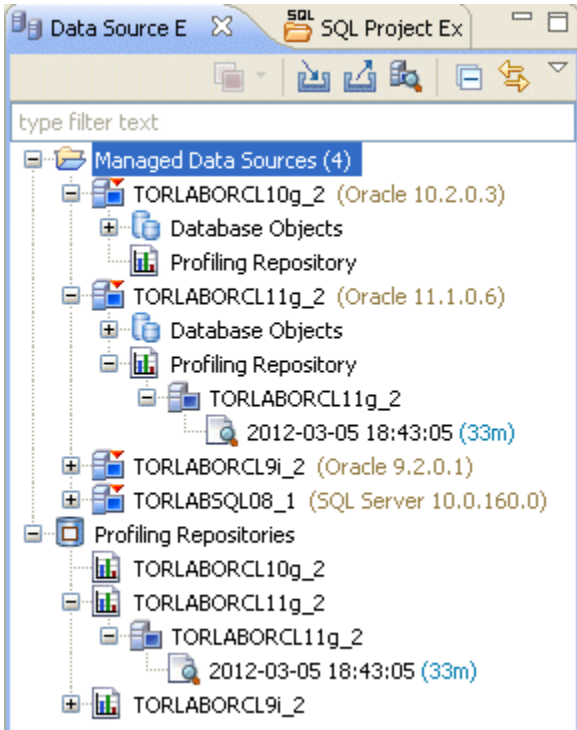 Data Source E SQL SQL Project Ex
type filter text
Managed Data Sources (4)
TORLABORCL10g_2 (Oracle 10.2.0.3)
Database Objects
Profiling Repository
TORLABORCL11g_2 (Oracle 11.1.0.6)
Database Objects
Profiling Repository
TORLABORCL11g_2
2012-03-05 18:43:05 (33m)
TORLABORCL9i_2 (Oracle 9.2.0.1)
TORLABSQL08_1 (SQL Server 10.0.160.0)
Profiling Repositories
TORLABORCL10g_2
TORLABORCL11g_2
TORLABORCL11g_2
2012-03-05 18:43:05 (33m)
TORLABORCL9i_2